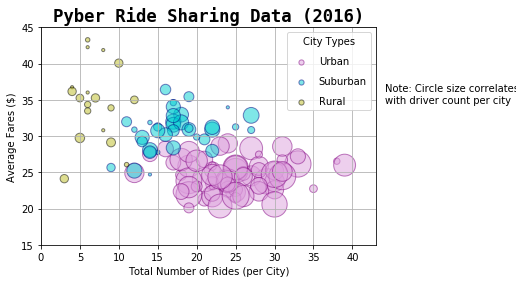 Pyber Ride Sharing Data (2016)
45
40
35
30
25
20
15
Average Fares ($)
0 5 10 15 20 25 30 35 40
Total Number of Rides (per City)
City Types
Urban
Suburban
Rural
Note: Circle size correlates
with driver count per city